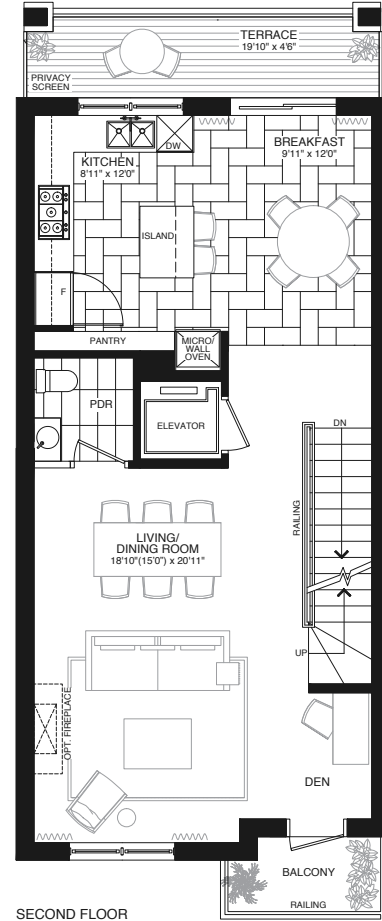 TERRACE
19'10" x 4'6"
PRIVACY
SCREEN
DW
KITCHEN
8'11" x 12'0"
BREAKFAST
9'11" x 12'0"
ISLAND
F
PANTRY
MICRO/
WALL
OVEN
PDR
ELEVATOR
DN
RAILING
LIVING/
DINING ROOM
18'10"(15'0") x 20'11"
UP
OPT. FIREPLACE
DEN
BALCONY
RAILING
SECOND FLOOR